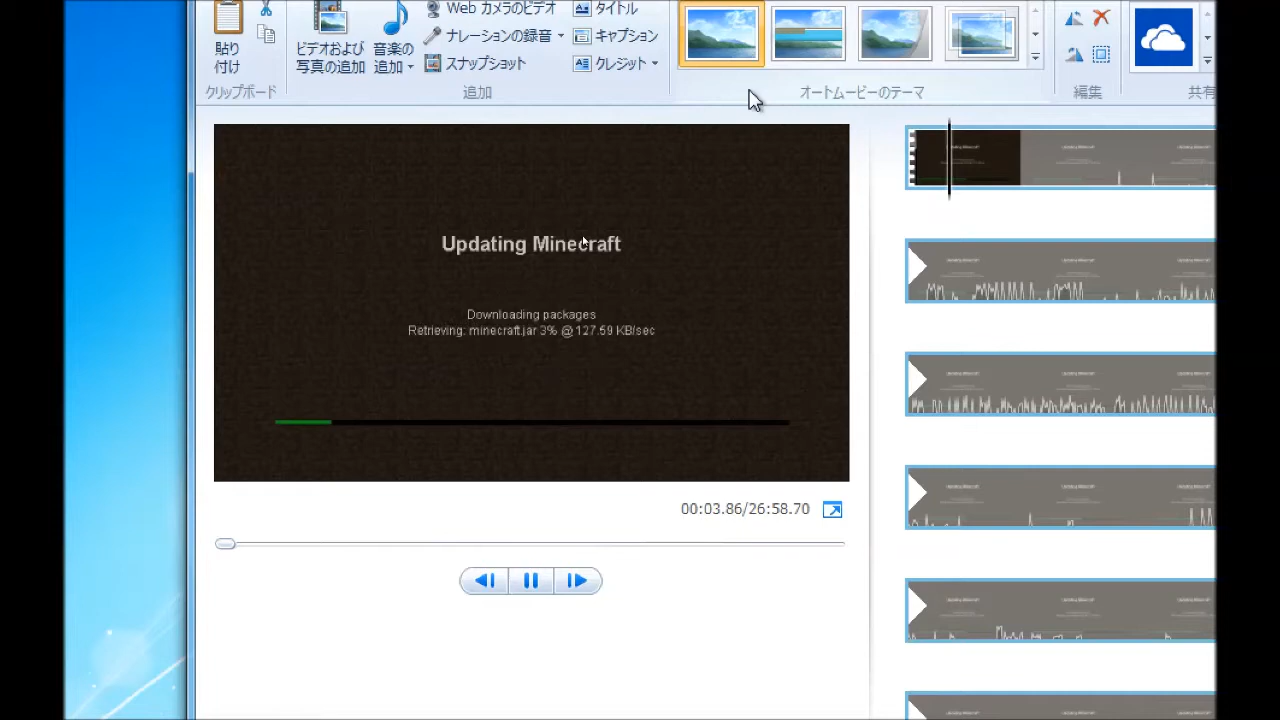 Web カメラのビデオ
タイトル
貼り
付け
ビデオおよび
写真の追加
音楽の
追加
ナレーションの録音
キャプション
スナップショット
クレジット
クリップボード
追加
オートムービーのテーマ
編集
共有
Updating Minecraft
Downloading packages
Retrieving: minecraft.jar 3% @ 127.59 KB/sec
00:03.86/26:58.70